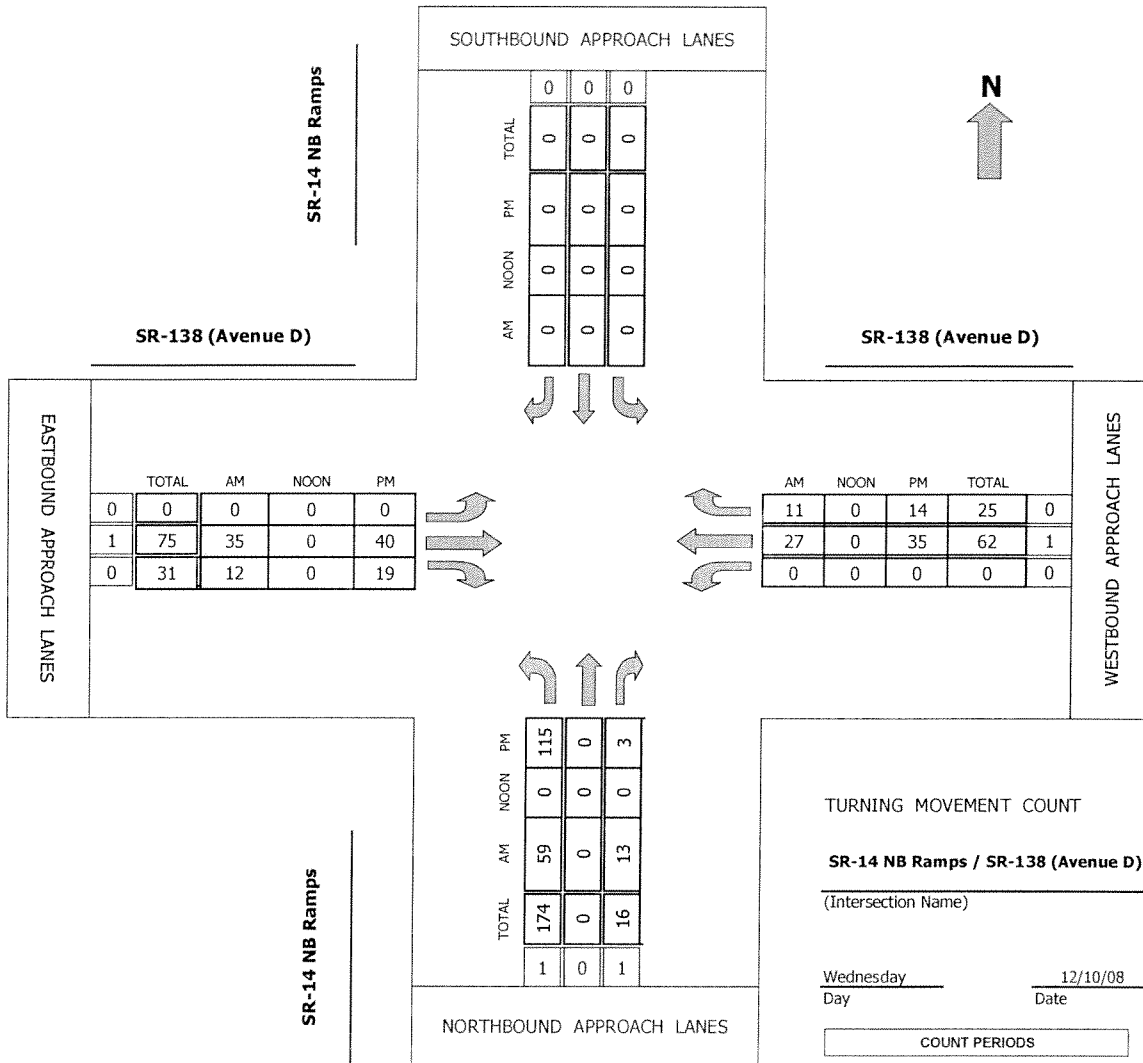 SOUTHBOUND APPROACH LANES
SR-14 NB Ramps
N
0 0 0
TOTAL 0 0 0
PM 0 0 0
NOON 0 0 0
AM 0 0 0
SR-138 (Avenue D)
SR-138 (Avenue D)
EASTBOUND APPROACH LANES
TOTAL AM NOON PM
0 0 0 0 0
1 75 35 0 40
0 31 12 0 19
AM NOON PM TOTAL
11 0 14 25 0
27 0 35 62 1
0 0 0 0 0
WESTBOUND APPROACH LANES
PM 115 0 3
NOON 0 0 0
AM 59 0 13
TOTAL 174 0 16
1 0 1
SR-14 NB Ramps
NORTHBOUND APPROACH LANES
TURNING MOVEMENT COUNT
SR-14 NB Ramps / SR-138 (Avenue D)
(Intersection Name)
Wednesday 12/10/08
Day Date
COUNT PERIODS